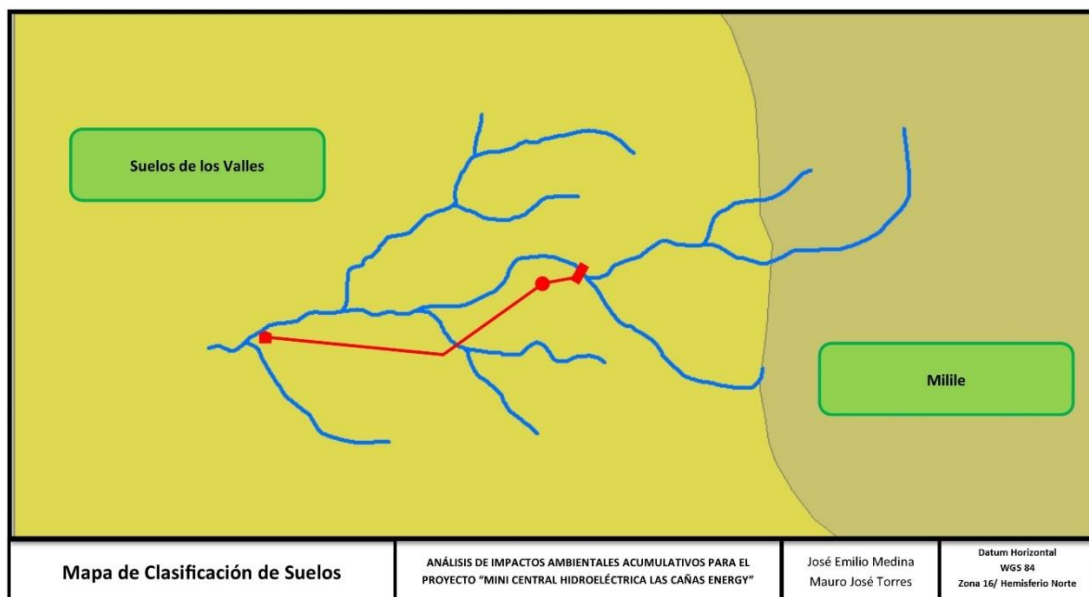 Suelos de los Valles
Milile
Mapa de Clasificación de Suelos
ANÁLISIS DE IMPACTOS AMBIENTALES ACUMULATIVOS PARA EL
PROYECTO "MINI CENTRAL HIDROELÉCTRICA LAS CAÑAS ENERGY"
José Emilio Medina
Mauro José Torres
Datum Horizontal
WGS 84
Zona 16/ Hemisferio Norte